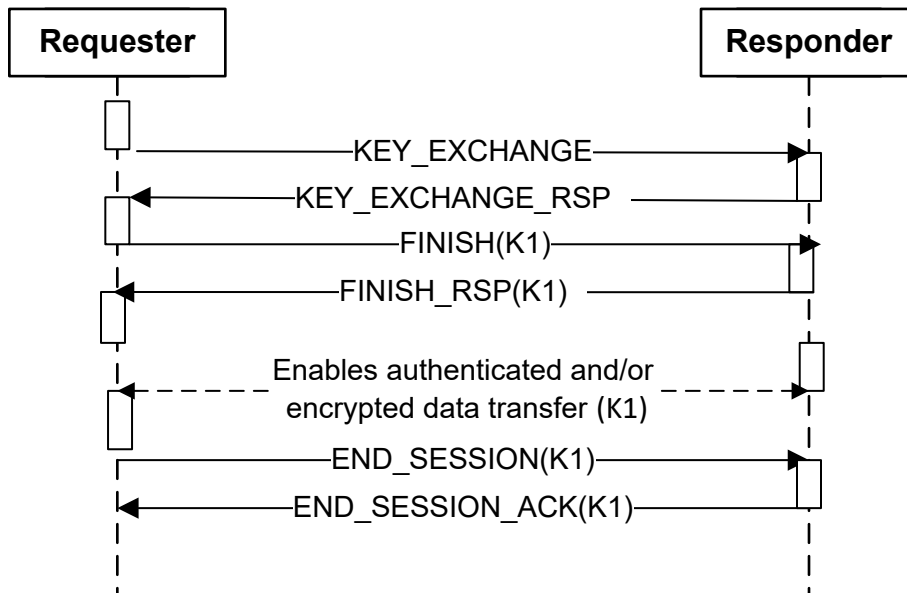 Requester
Responder
KEY_EXCHANGE
KEY_EXCHANGE_RSP
FINISH(K1)
FINISH_RSP(K1)
Enables authenticated and/or
encrypted data transfer (K1)
END_SESSION(K1)
END_SESSION_ACK(K1)